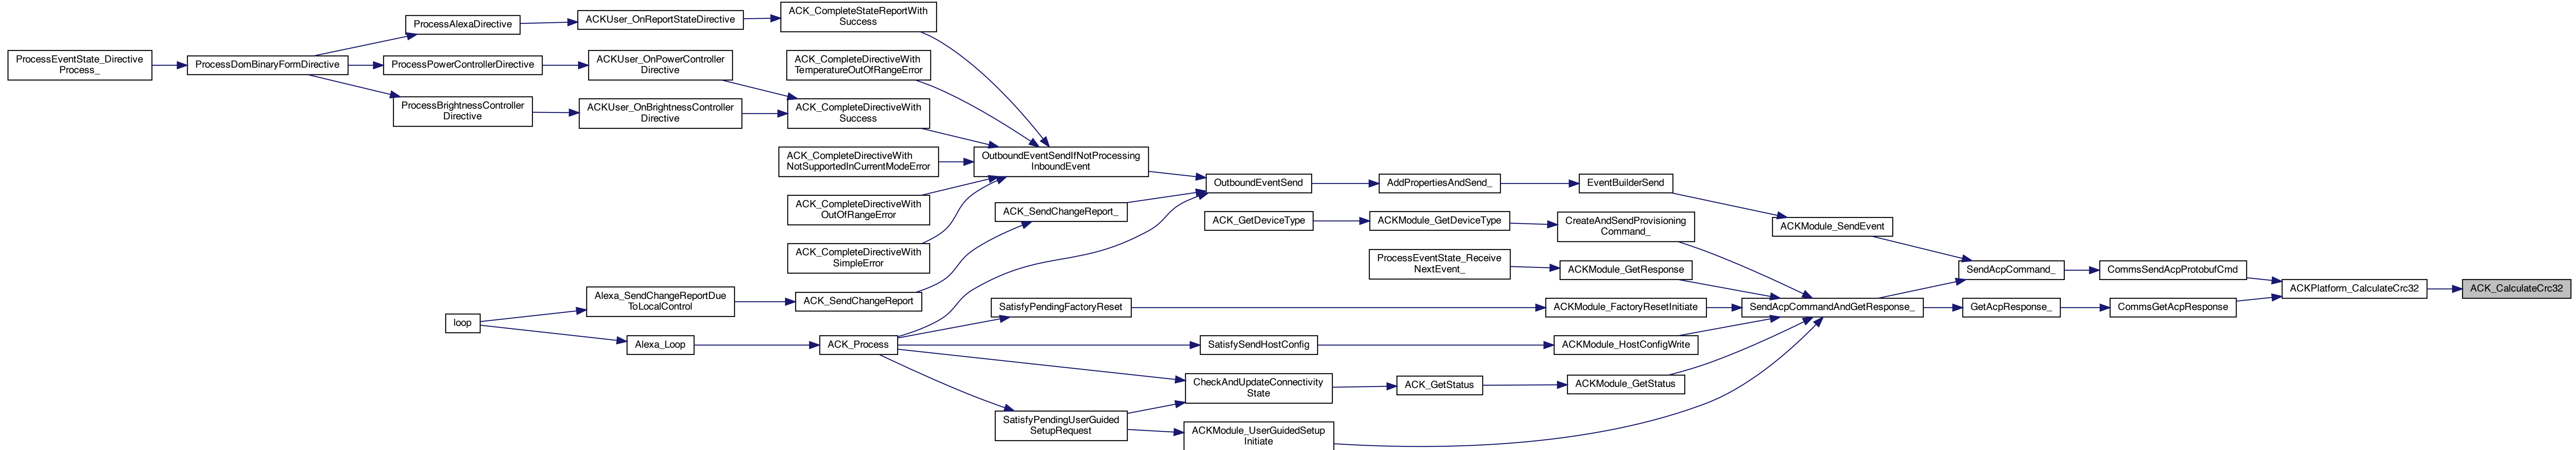 ProcessEventState_Directive
Process_
ProcessDomBinaryFormDirective
ProcessAlexaDirective
ProcessPowerControllerDirective
ProcessBrightnessController
Directive
ACKUser_OnReportStateDirective
ACKUser_OnPowerController
Directive
ACKUser_OnBrightnessController
Directive
ACK_CompleteStateReportWith
Success
ACK_CompleteDirectiveWith
TemperatureOutOfRangeError
ACK_CompleteDirectiveWith
Success
ACK_CompleteDirectiveWith
NotSupportedInCurrentModeError
ACK_CompleteDirectiveWith
OutOfRangeError
ACK_CompleteDirectiveWith
SimpleError
OutboundEventSendIfNotProcessing
InboundEvent
ACK_SendChangeReport_
OutboundEventSend
AddPropertiesAndSend_
EventBuilderSend
ACK_GetDeviceType
ACKModule_GetDeviceType
CreateAndSendProvisioning
Command_
ACKModule_SendEvent
ProcessEventState_Receive
NextEvent_
ACKModule_GetResponse
SendAcpCommand_
CommsSendAcpProtobufCmd
ACKPlatform_CalculateCrc32
ACK_CalculateCrc32
loop
Alexa_SendChangeReportDue
ToLocalControl
ACK_SendChangeReport
SatisfyPendingFactoryReset
ACKModule_FactoryResetInitiate
SendAcpCommandAndGetResponse_
GetAcpResponse_
CommsGetAcpResponse
Alexa_Loop
ACK_Process
SatisfySendHostConfig
ACKModule_HostConfigWrite
CheckAndUpdateConnectivity
State
ACK_GetStatus
ACKModule_GetStatus
SatisfyPendingUserGuided
SetupRequest
ACKModule_UserGuidedSetup
Initiate